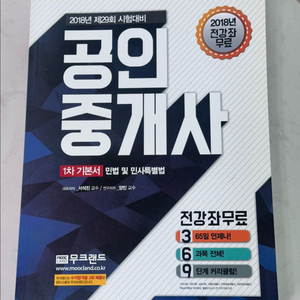 2018년 제29회 시험대비
2018년
전강좌
무료
공인
중개사
1차 기본서 민법 및 민사특별법
전강좌무료
3 65일 언제나!
6 과목 전체!
9 단계 커리큘럼!
무크랜드
www.moocland.co.kr